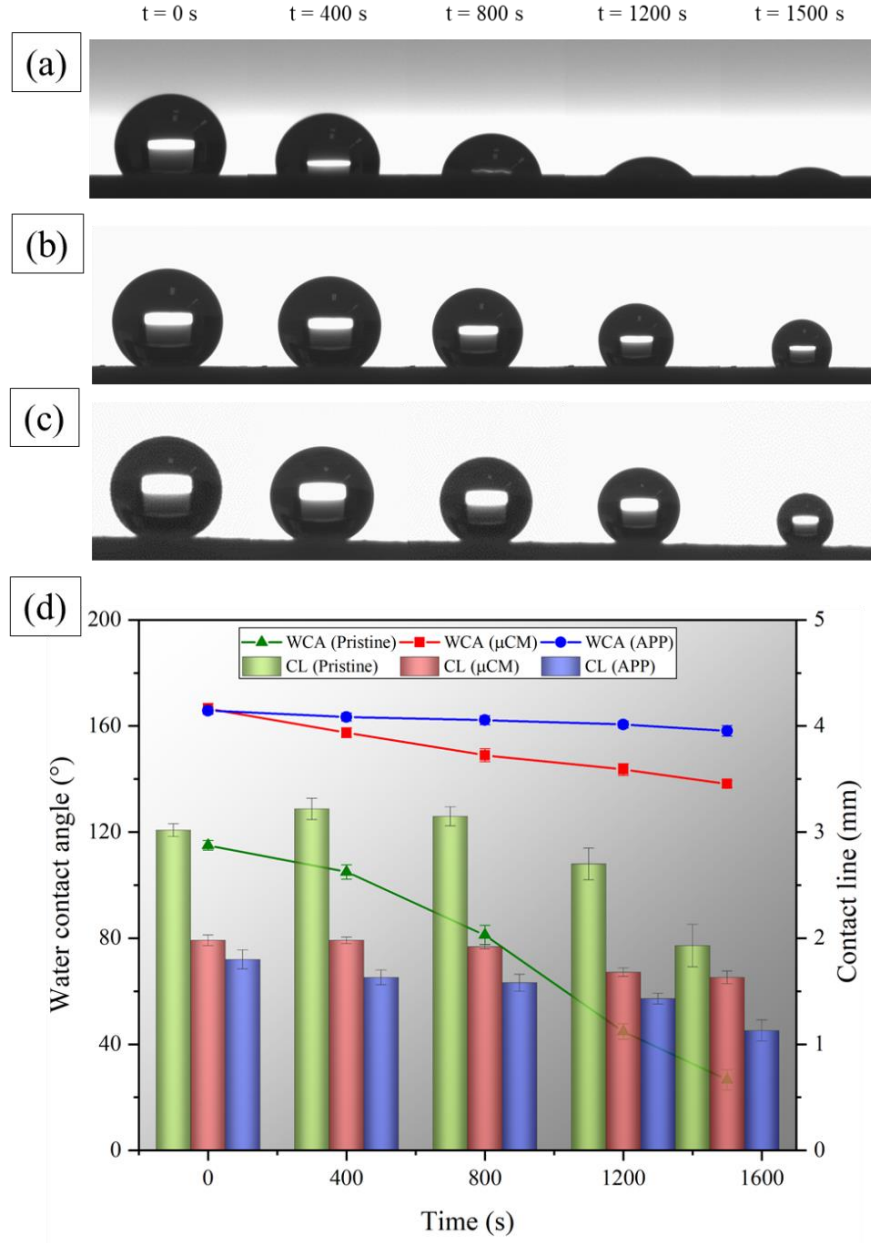 t = 0 s t = 400 s t = 800 s t = 1200 s t = 1500 s
(a)
(b)
(c)
(d)
WCA (Pristine) WCA (μCM) WCA (APP)
CL (Pristine) CL (μCM) CL (APP)
Water contact angle (°)
200
160
120
80
40
0
Contact line (mm)
5
4
3
2
1
0
0 400 800 1200 1600
Time (s)